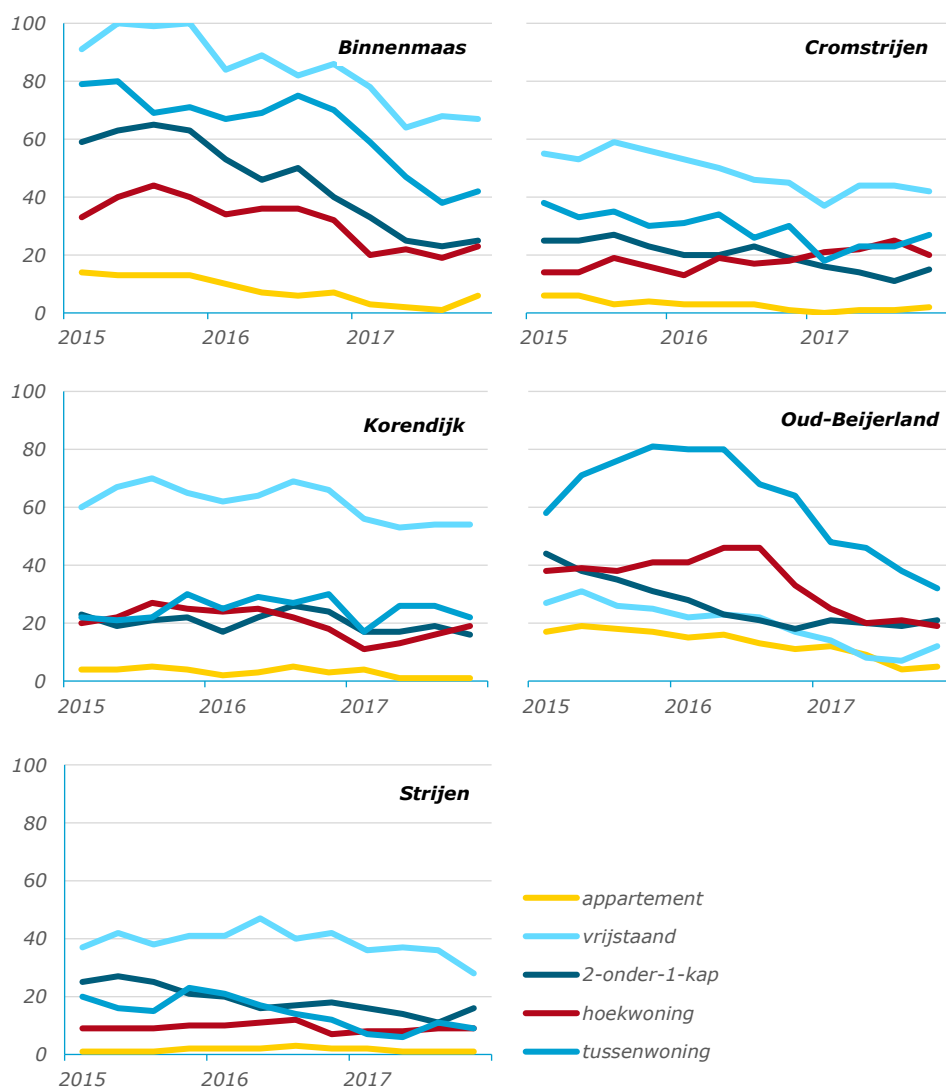 100
80
60
40
20
0
2015 2016 2017
Binnenmaas
2015 2016 2017
Cromstrijen
100
80
60
40
20
0
2015 2016 2017
Korendijk
2015 2016 2017
Oud-Beijerland
100
80
60
40
20
0
2015 2016 2017
Strijen
appartement
vrijstaand
2-onder-1-kap
hoekwoning
tussenwoning